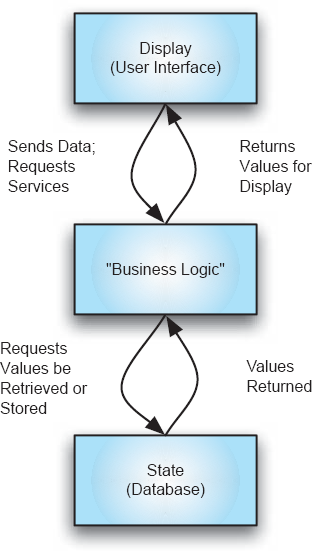 Display
(User Interface)
Sends Data;
Requests
Services
Returns
Values for
Display
"Business Logic"
Requests
Values be
Retrieved or
Stored
Values
Returned
State
(Database)